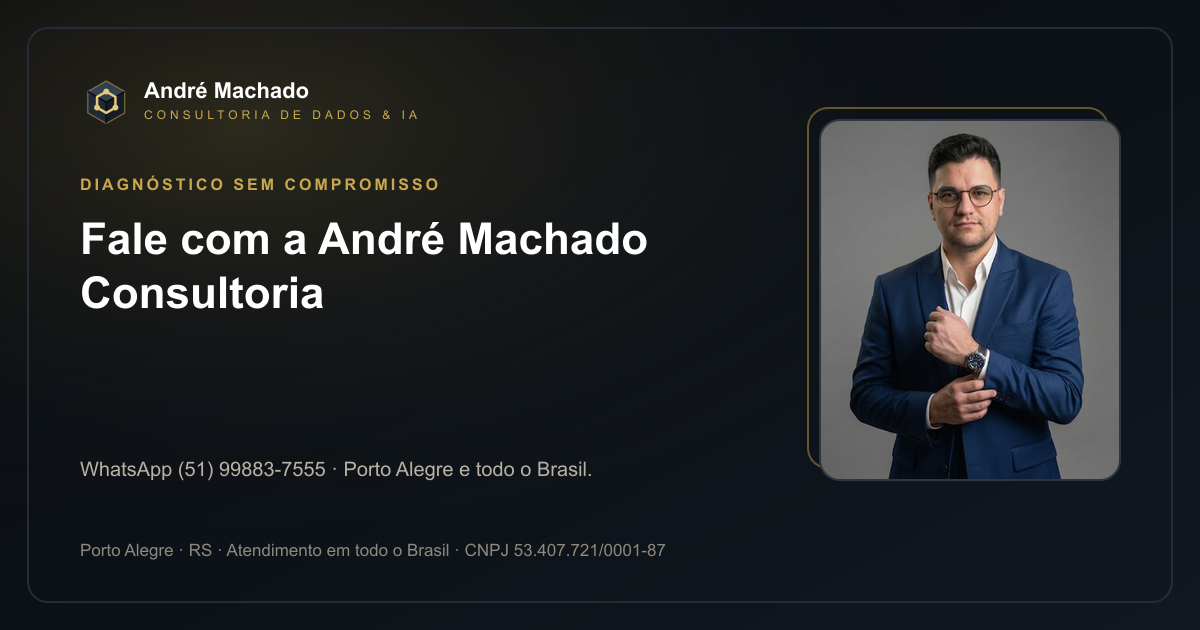 André Machado
CONSULTORIA DE DADOS & IA
DIAGNÓSTICO SEM COMPROMISSO
Fale com a André Machado
Consultoria
WhatsApp (51) 99883-7555 · Porto Alegre e todo o Brasil.
Porto Alegre · RS · Atendimento em todo o Brasil · CNPJ 53.407.721/0001-87